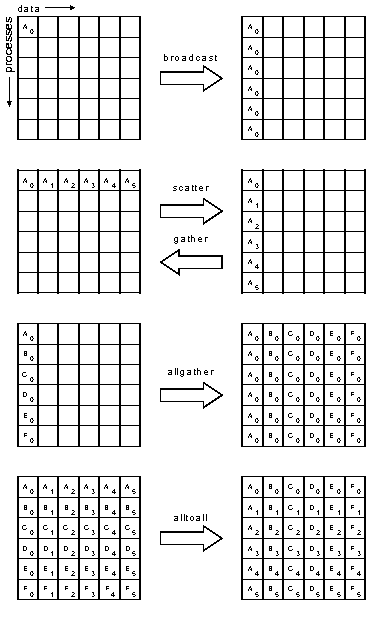 data
processes
A0
broadcast
A0
A0
A0
A0
A0
A0
A0 A1 A2 A3 A4 A5
scatter
gather
A0
A1
A2
A3
A4
A5
A0
B0
C0
D0
E0
F0
allgather
A0 B0 C0 D0 E0 F0
A0 B0 C0 D0 E0 F0
A0 B0 C0 D0 E0 F0
A0 B0 C0 D0 E0 F0
A0 B0 C0 D0 E0 F0
A0 B0 C0 D0 E0 F0
A0 A1 A2 A3 A4 A5
B0 B1 B2 B3 B4 B5
C0 C1 C2 C3 C4 C5
D0 D1 D2 D3 D4 D5
E0 E1 E2 E3 E4 E5
F0 F1 F2 F3 F4 F5
alltoall
A0 B0 C0 D0 E0 F0
A1 B1 C1 D1 E1 F1
A2 B2 C2 D2 E2 F2
A3 B3 C3 D3 E3 F3
A4 B4 C4 D4 E4 F4
A5 B5 C5 D5 E5 F5